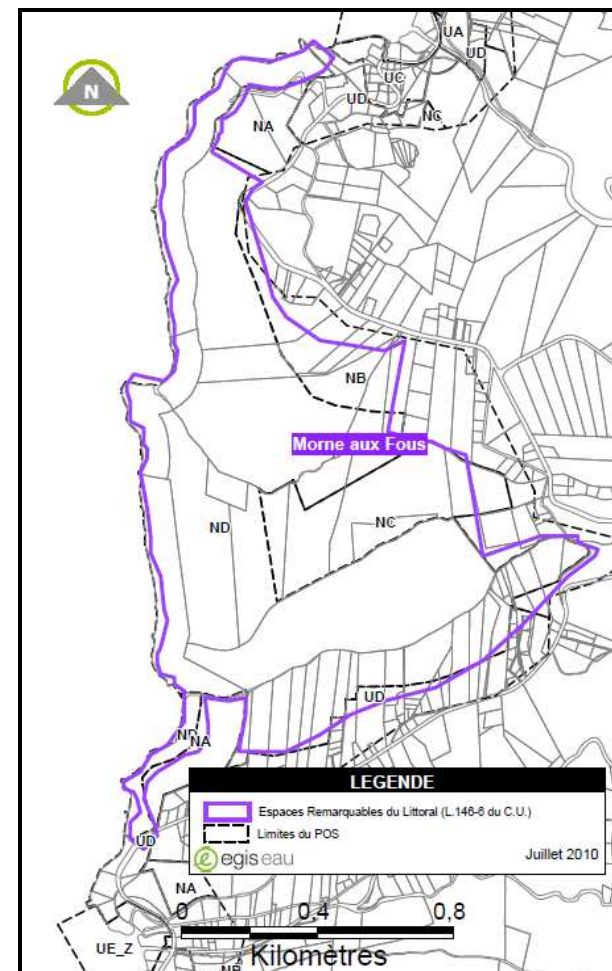 UA
UD
N
UC
UD
NC
NA
NB
Morne aux Fous
ND
NC
UD
NA
LEGENDE
Espaces Remarquables du Littoral (L.146-6 du C.U.)
Limites du POS
egis eau
Juillet 2010
UD
NA
0 0,4 0,8
UE_Z
Kilomètres